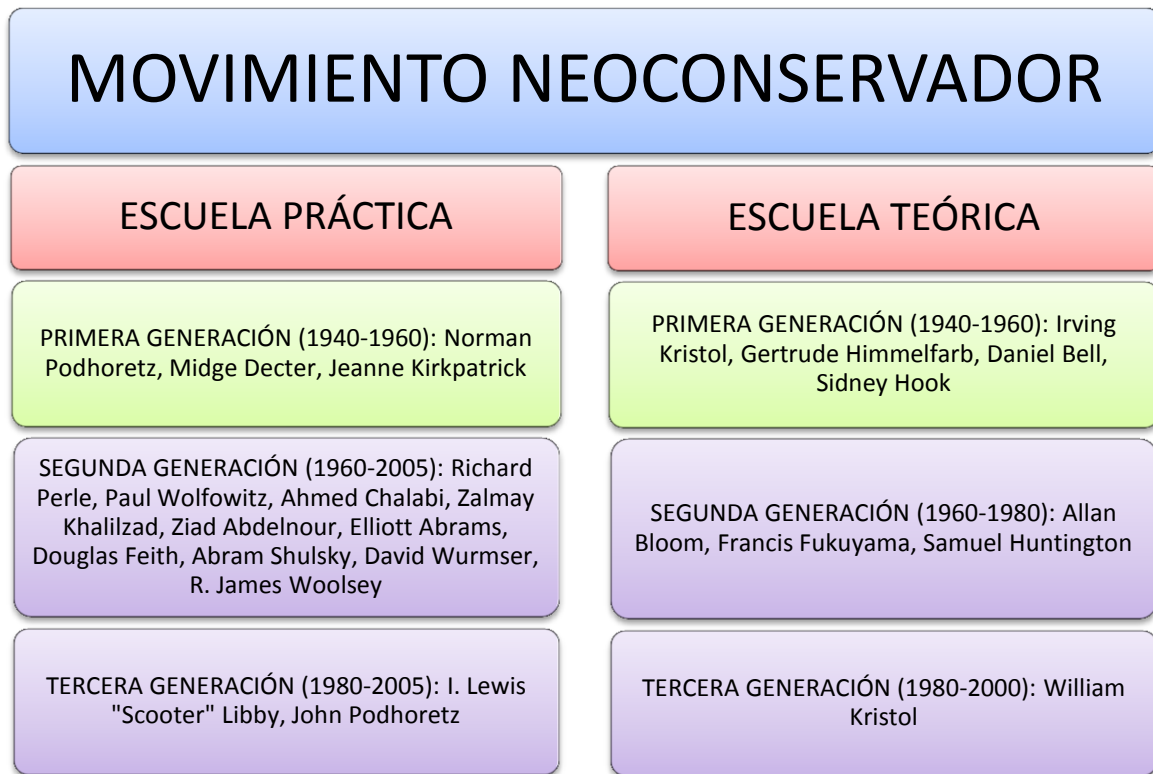 MOVIMIENTO NEOCONSERVADOR
ESCUELA PRÁCTICA
PRIMERA GENERACIÓN (1940-1960): Norman
Podhoretz, Midge Decter, Jeanne Kirkpatrick
SEGUNDA GENERACIÓN (1960-2005): Richard
Perle, Paul Wolfowitz, Ahmed Chalabi, Zalmay
Khalilzad, Ziad Abdelnour, Elliott Abrams,
Douglas Feith, Abram Shulsky, David Wurmser,
R. James Woolsey
TERCERA GENERACIÓN (1980-2005): I. Lewis
"Scooter" Libby, John Podhoretz
ESCUELA TEÓRICA
PRIMERA GENERACIÓN (1940-1960): Irving
Kristol, Gertrude Himmelfarb, Daniel Bell,
Sidney Hook
SEGUNDA GENERACIÓN (1960-1980): Allan
Bloom, Francis Fukuyama, Samuel Huntington
TERCERA GENERACIÓN (1980-2000): William
Kristol